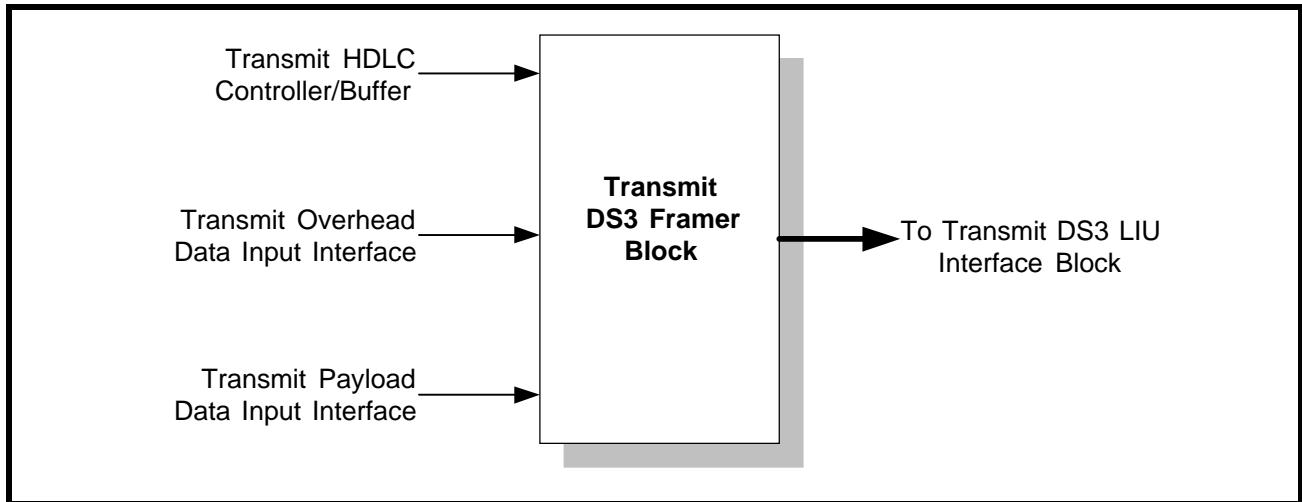 Transmit HDLC
Controller/Buffer
Transmit Overhead
Data Input Interface
Transmit Payload
Data Input Interface
Transmit
DS3 Framer
Block
To Transmit DS3 LIU
Interface Block